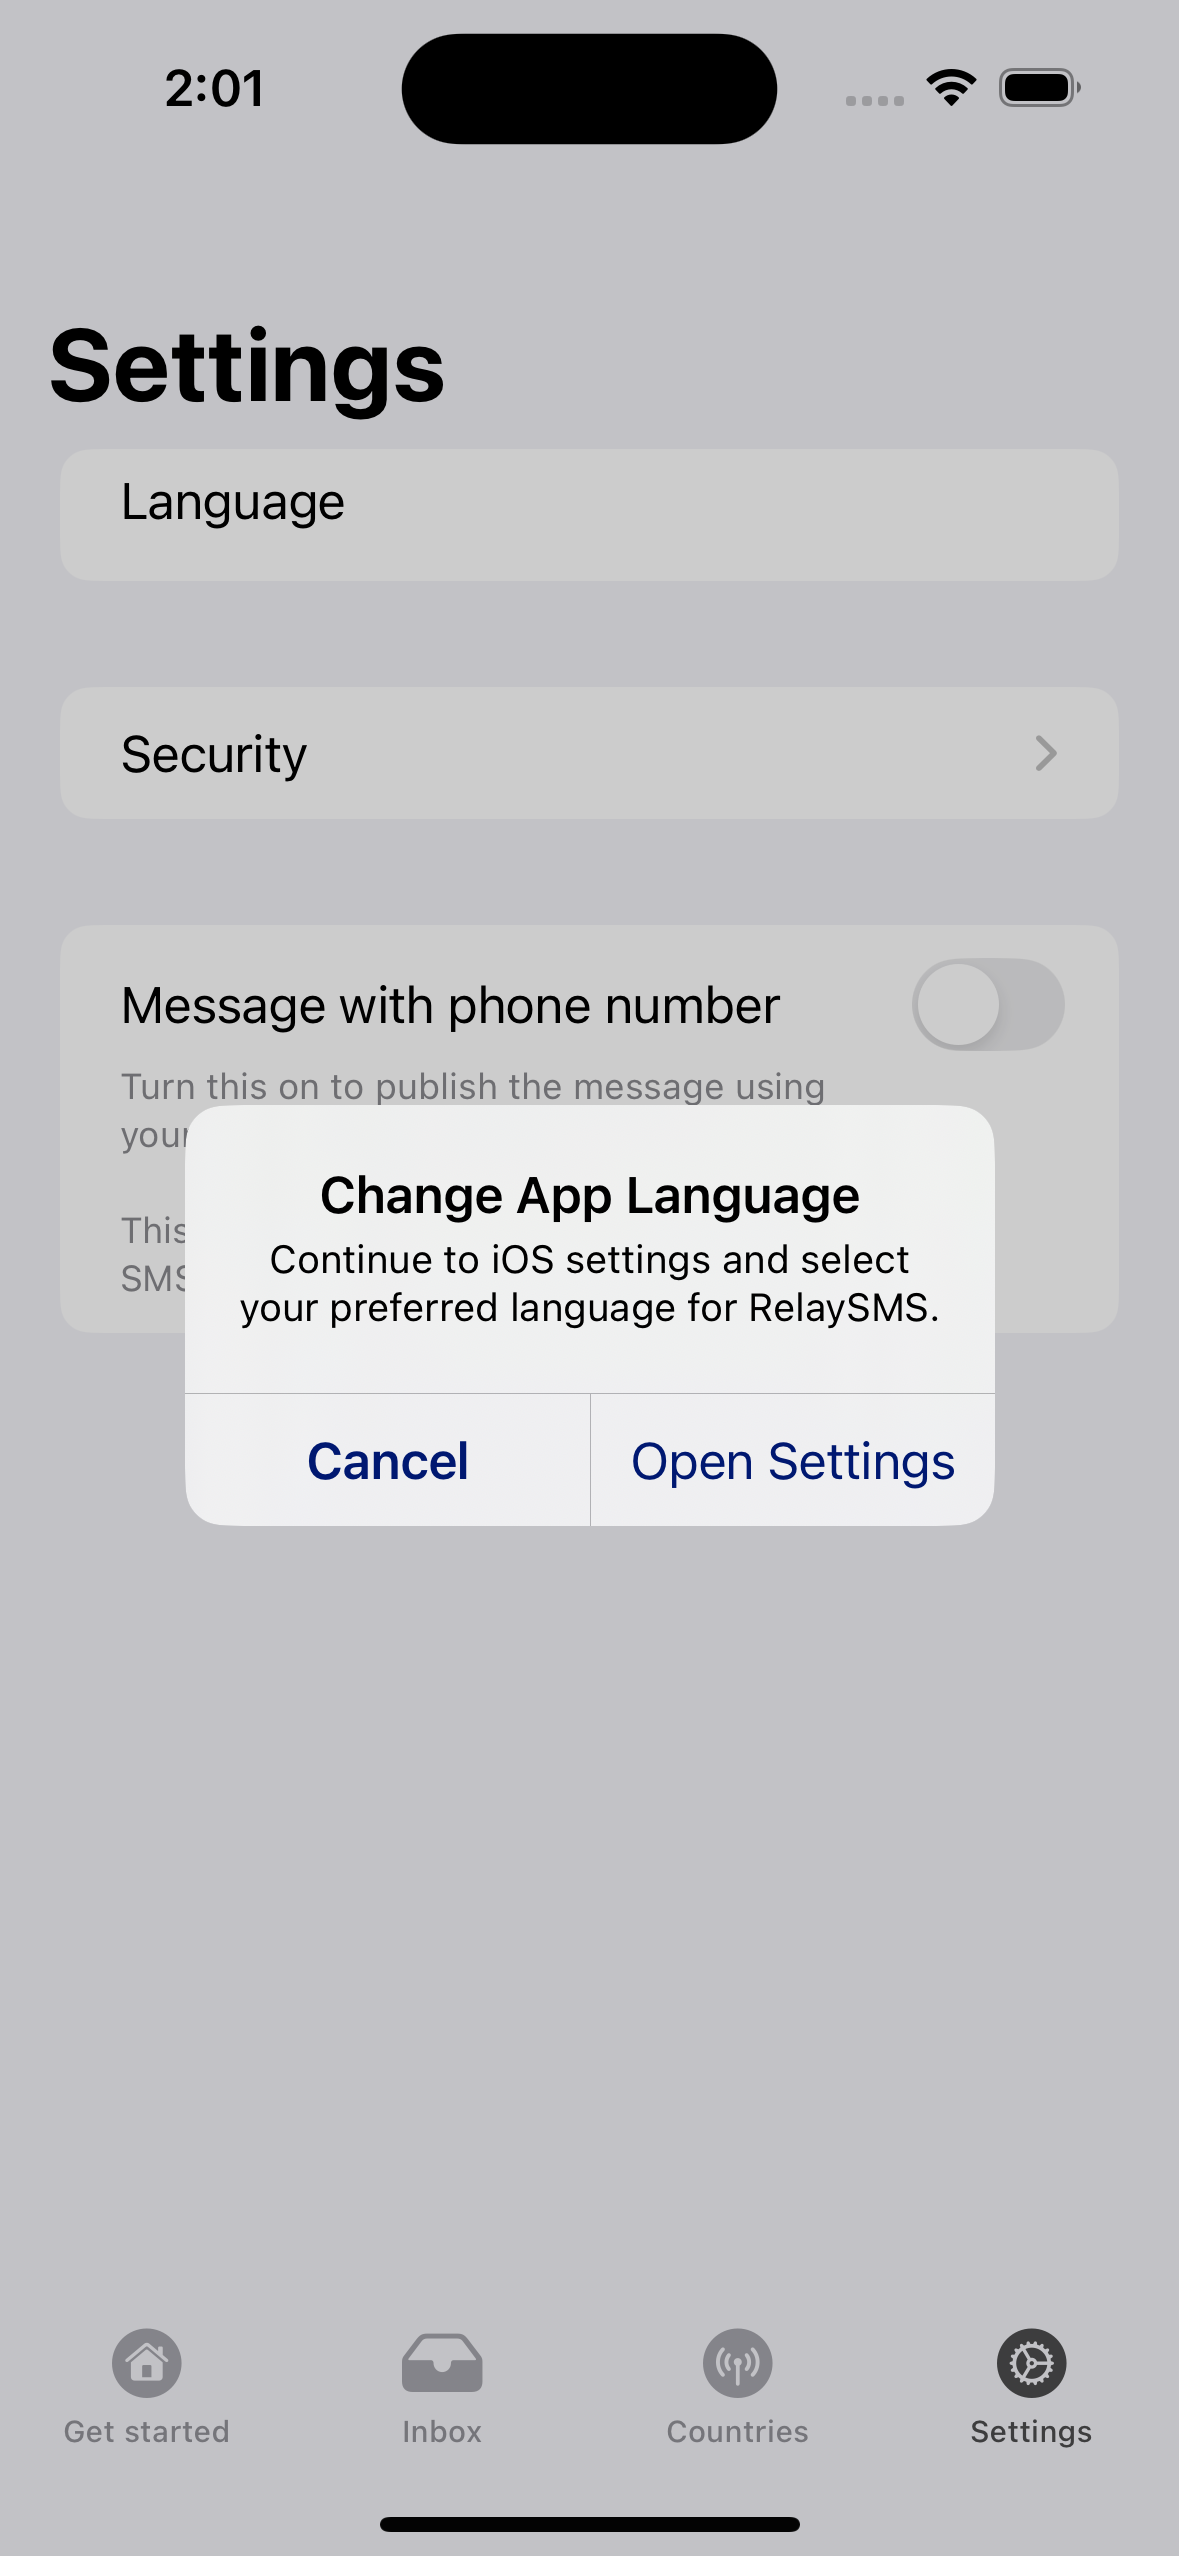 2:01
Settings
Language
Security
Message with phone number
Turn this on to publish the message using
This
Change App Language
Continue to iOS settings and select
your preferred language for RelaySMS.
Cancel
Open Settings
Get started
Inbox
Countries
Settings